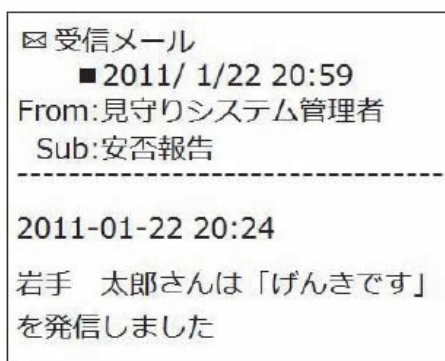 ✉ 受信メール
■2011/ 1/22 20:59
From:見守りシステム管理者
Sub:安否報告
--------------------------------
2011-01-22 20:24
岩手　太郎さんは「げんきです」
を発信しました